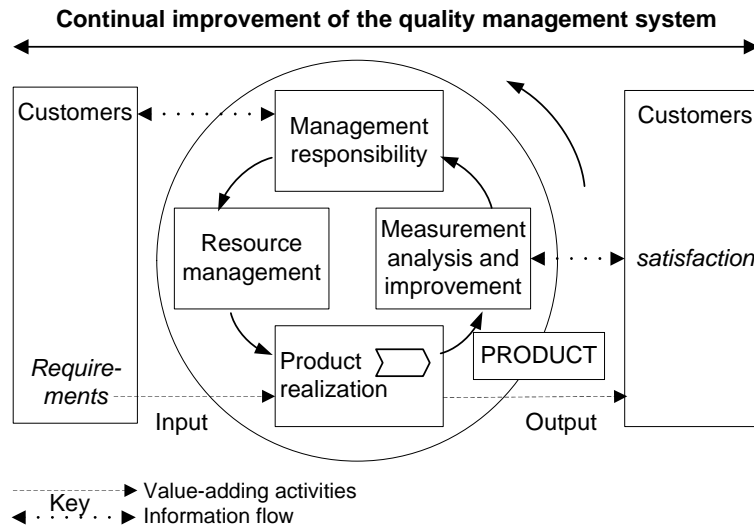 Continual improvement of the quality management system
Customers
Management
responsibility
Customers
Resource
management
Measurement
analysis and
improvement
satisfaction
Require-
ments
Product
realization
PRODUCT
Input
Output
Key
Value-adding activities
Information flow